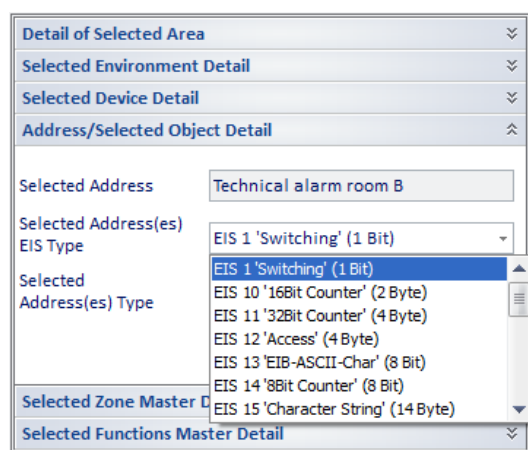 Detail of Selected Area
Selected Environment Detail
Selected Device Detail
Address/Selected Object Detail
Selected Address
Technical alarm room B
Selected Address(es)
EIS Type
EIS 1 'Switching' (1 Bit)
Selected
Address(es) Type
EIS 1 'Switching' (1 Bit)
EIS 10 '16Bit Counter' (2 Byte)
EIS 11 '32Bit Counter' (4 Byte)
EIS 12 'Access' (4 Byte)
EIS 13 'EIB-ASCII-Char' (8 Bit)
EIS 14 '8Bit Counter' (8 Bit)
EIS 15 'Character String' (14 Byte)
Selected Zone Master D
Selected Functions Master Detail